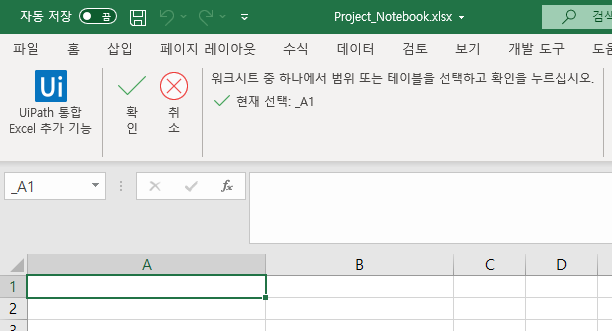 자동 저장 끔 Project_Notebook.xlsx 검색
파일 홈 삽입 페이지 레이아웃 수식 데이터 검토 보기 개발 도구 도움
Ui
UiPath 통합
Excel 추가 기능
확
인
취
소
워크시트 중 하나에서 범위 또는 테이블을 선택하고 확인을 누르십시오.
현재 선택: _A1
_A1 fx
A B C D
1
2
3